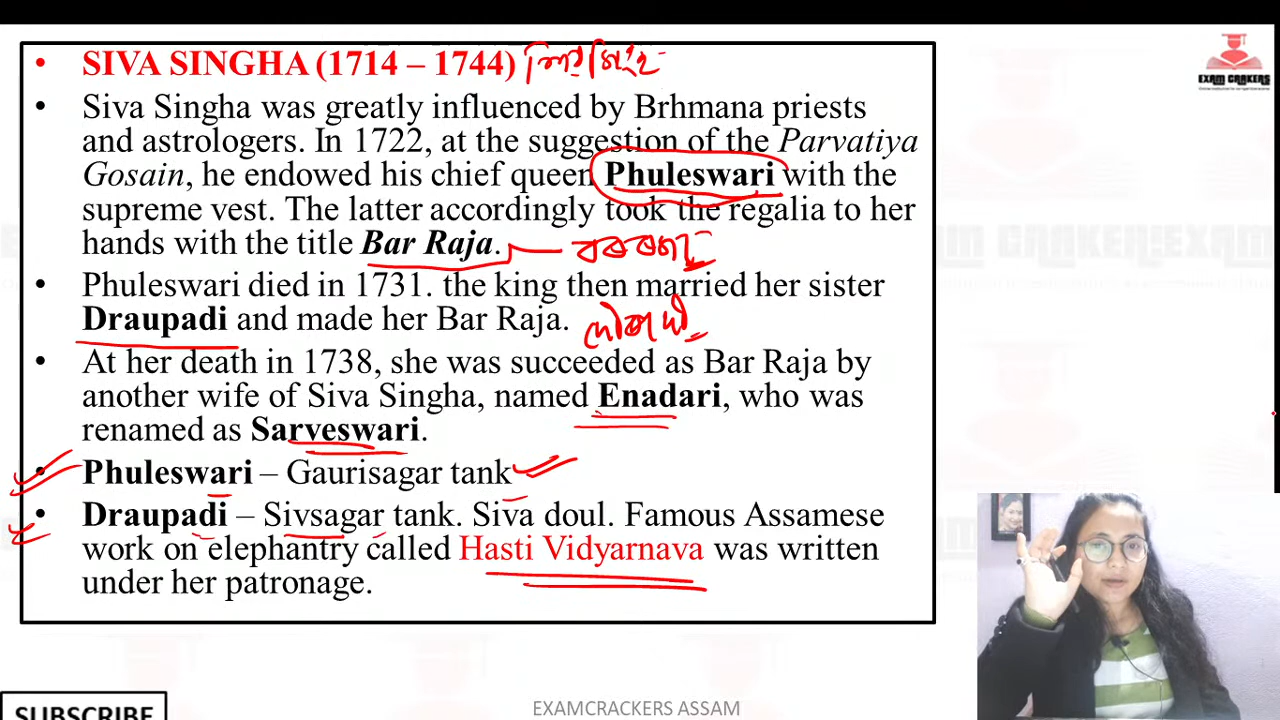 SIVA SINGHA (1714 – 1744) শিৱ সিংহ
EXAM CRAKERS
• Siva Singha was greatly influenced by Brhmana priests
and astrologers. In 1722, at the suggestion of the Parvatiya
Gosain, he endowed his chief queen Phuleswari with the
supreme vest. The latter accordingly took the regalia to her
hands with the title Bar Raja.
• Phuleswari died in 1731. the king then married her sister
Draupadi and made her Bar Raja.
• At her death in 1738, she was succeeded as Bar Raja by
another wife of Siva Singha, named Enadari, who was
renamed as Sarveswari.
• Phuleswari – Gaurisagar tank
• Draupadi – Sivsagar tank. Siva doul. Famous Assamese
work on elephantry called Hasti Vidyarnava was written
under her patronage.
SUBSCRIBE
EXAMCRACKERS ASSAM